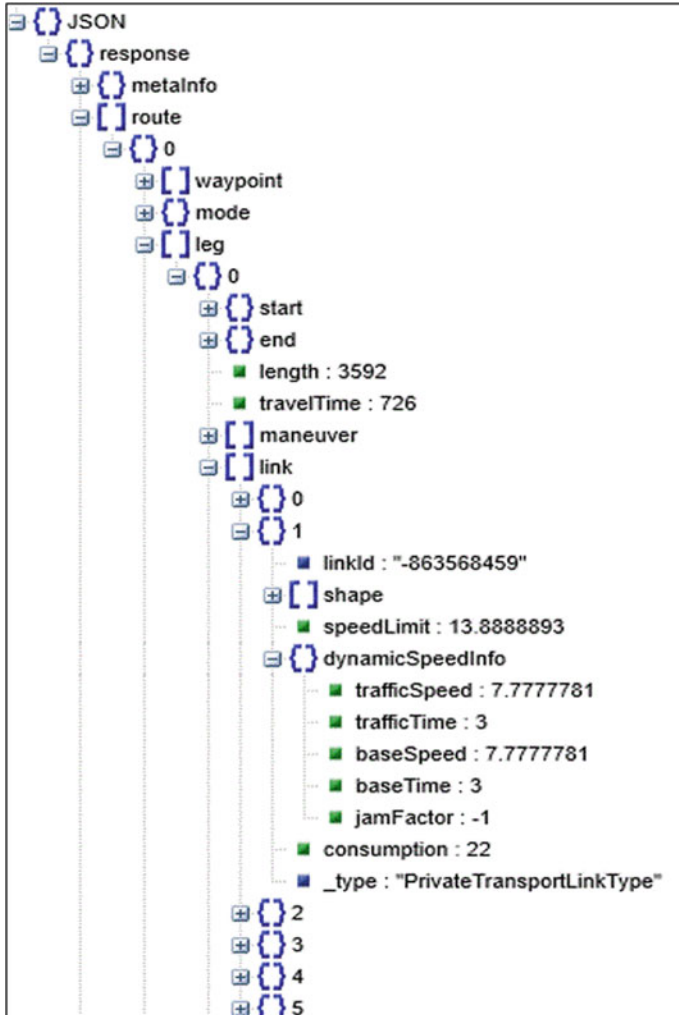 JSON
response
metaInfo
route
0
waypoint
mode
leg
0
start
end
length : 3592
travelTime : 726
maneuver
link
0
1
linkId : "-863568459"
shape
speedLimit : 13.8888893
dynamicSpeedInfo
trafficSpeed : 7.7777781
trafficTime : 3
baseSpeed : 7.7777781
baseTime : 3
jamFactor : -1
consumption : 22
_type : "PrivateTransportLinkType"
2
3
4
5